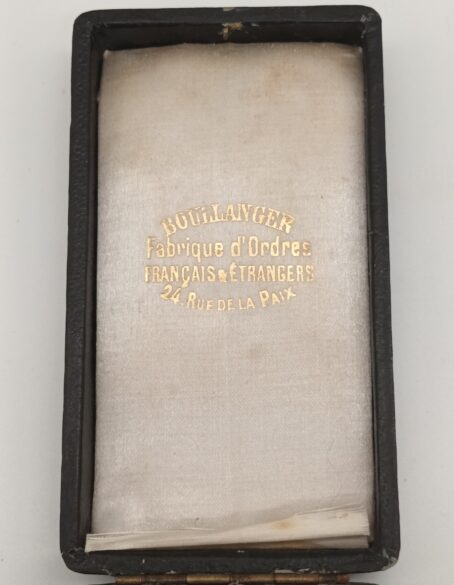 BOULLANGER
Fabrique d'Ordres
FRANÇAIS & ÉTRANGERS
24, RUE DE LA PAIX